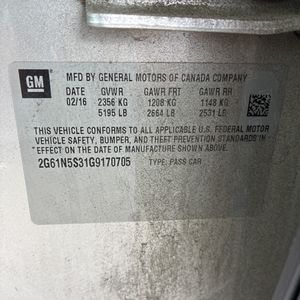 GM
MFD BY GENERAL MOTORS OF CANADA COMPANY
DATE GVWR GAWR FRT GAWR RR
02/16 2356 KG 1208 KG 1148 KG
5195 LB 2664 LB 2531 LB
THIS VEHICLE CONFORMS TO ALL APPLICABLE U.S. FEDERAL MOTOR
VEHICLE SAFETY, BUMPER, AND THEFT PREVENTION STANDARDS IN
EFFECT ON THE DATE OF MANUFACTURE SHOWN ABOVE.
2G61N5S31G9170705 TYPE: PASS CAR